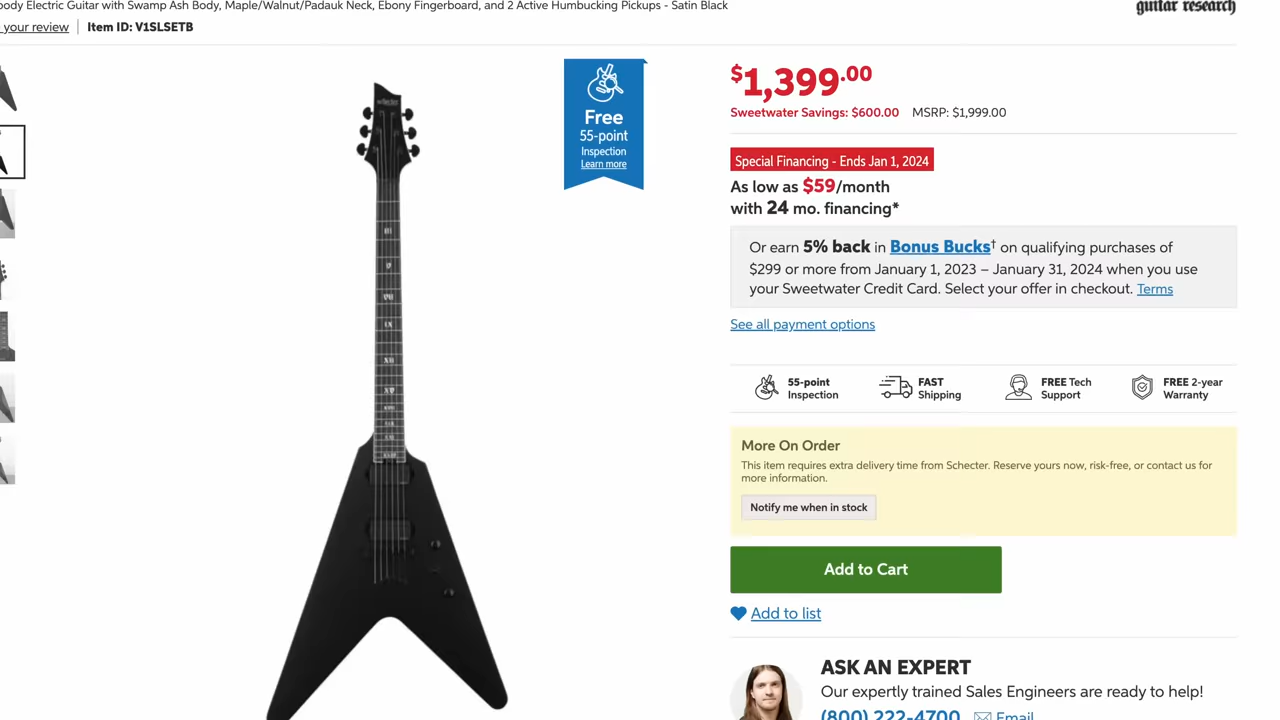 body Electric Guitar with Swamp Ash Body, Maple/Walnut/Padauk Neck, Ebony Fingerboard, and 2 Active Humbucking Pickups - Satin Black
guitar research
your review
Item ID: V1SLSETB
Free
55-point
Inspection
Learn more
$1,399.00
Sweetwater Savings: $600.00 MSRP: $1,999.00
Special Financing - Ends Jan 1, 2024
As low as $59/month
with 24 mo. financing*
Or earn 5% back in Bonus Bucks† on qualifying purchases of
$299 or more from January 1, 2023 – January 31, 2024 when you use
your Sweetwater Credit Card. Select your offer in checkout. Terms
See all payment options
55-point
Inspection
FAST
Shipping
FREE Tech
Support
FREE 2-year
Warranty
More On Order
This item requires extra delivery time from Schecter. Reserve yours now, risk-free, or contact us for
more information.
Notify me when in stock
Add to Cart
Add to list
ASK AN EXPERT
Our expertly trained Sales Engineers are ready to help!
(800) 222-4700 Email